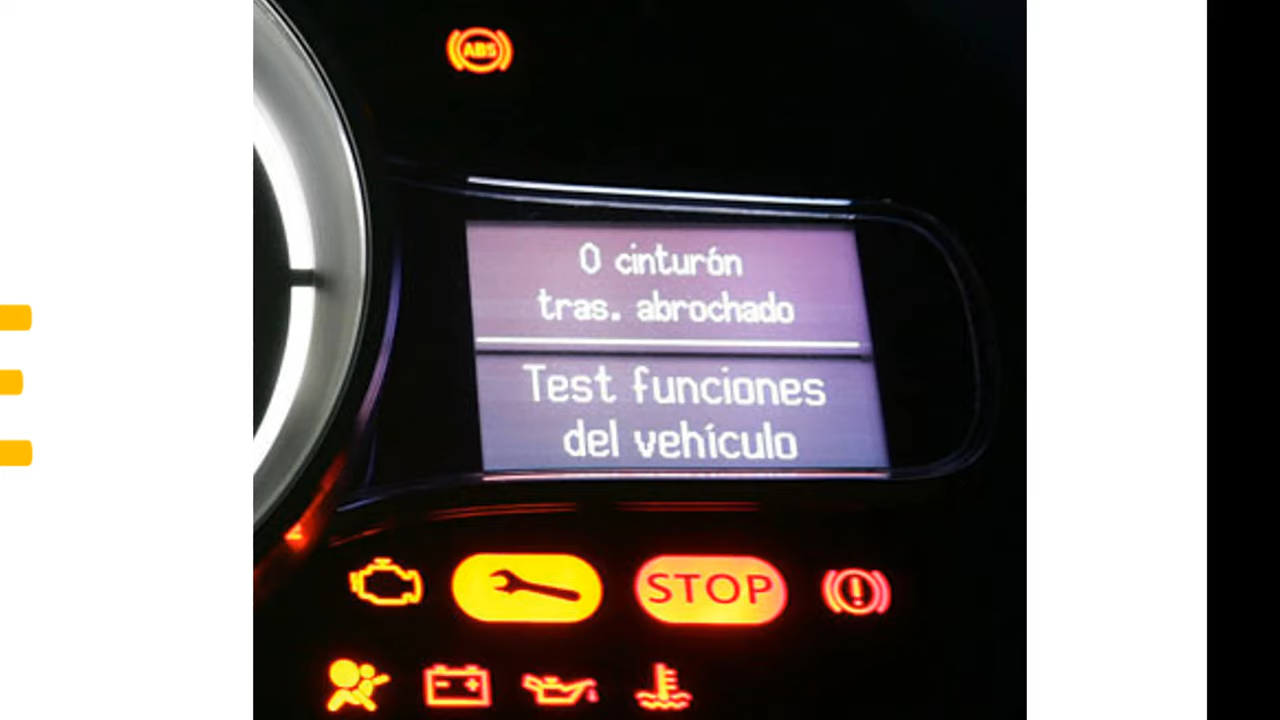 ABS
0 cinturón
tras. abrochado
Test funciones
del vehículo
STOP